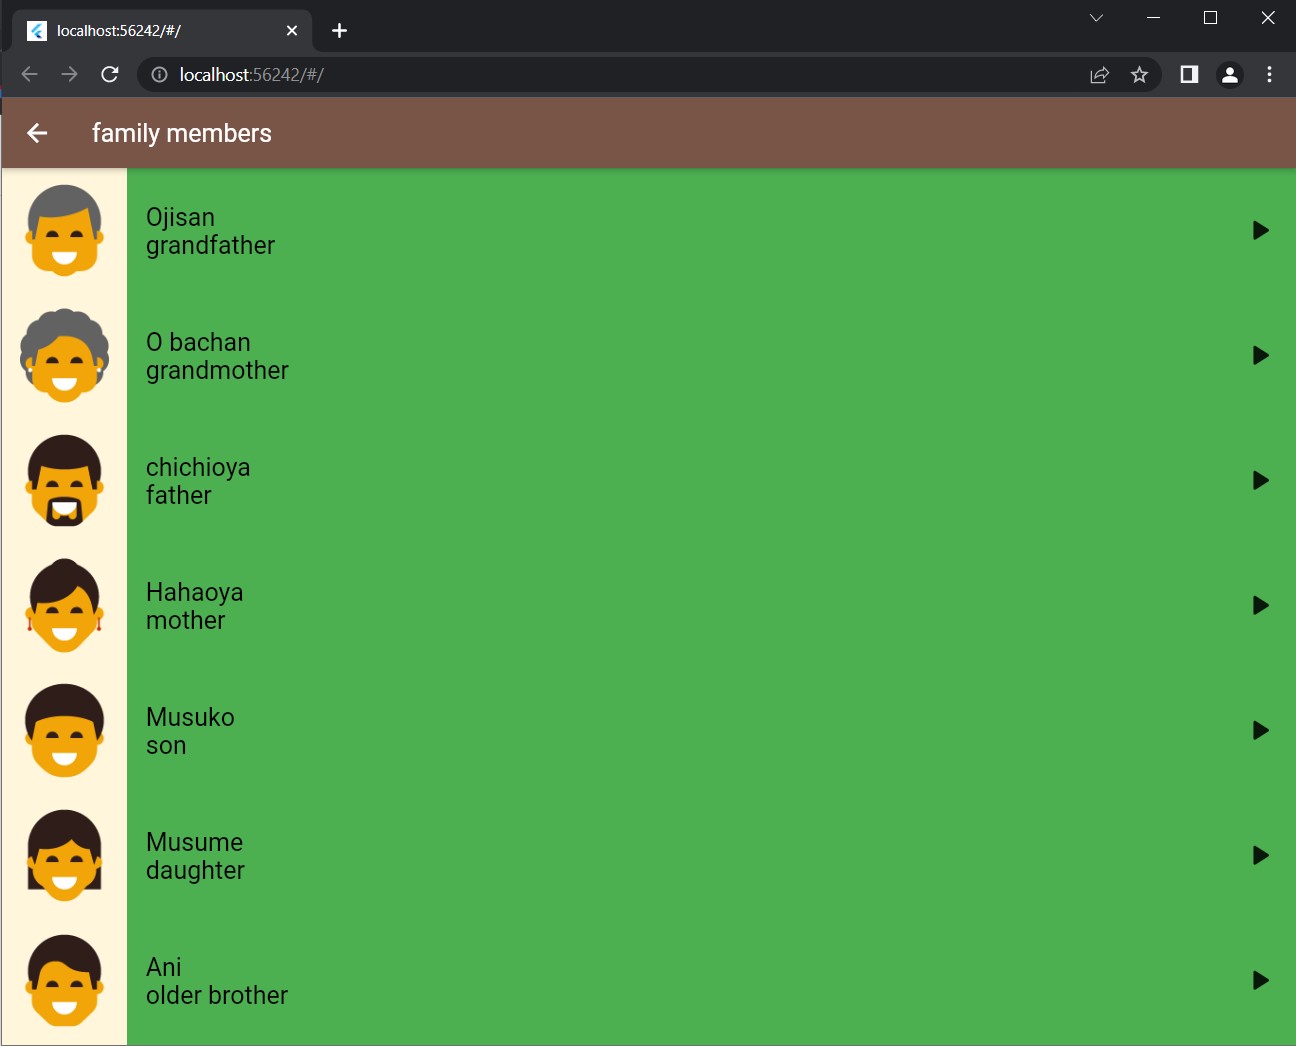 localhost:56242/#/
localhost:56242/#/
family members
Ojisan
grandfather
O bachan
grandmother
chichioya
father
Hahaoya
mother
Musuko
son
Musume
daughter
Ani
older brother